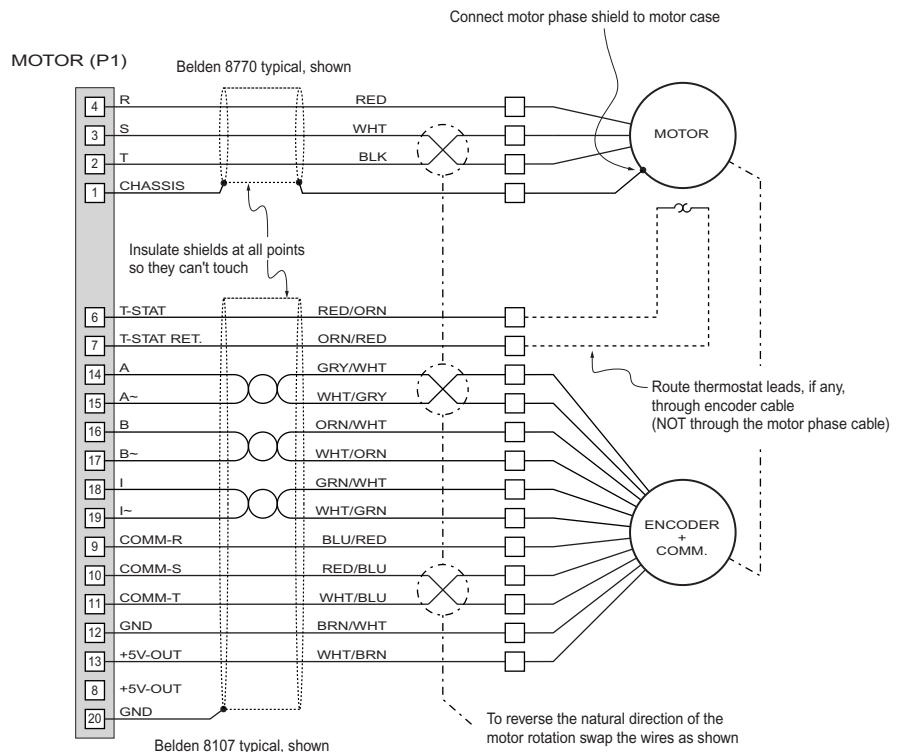 Connect motor phase shield to motor case
MOTOR (P1)
Belden 8770 typical, shown
4 R RED
3 S WHT
2 T BLK
1 CHASSIS
MOTOR
Insulate shields at all points
so they can't touch
6 T-STAT RED/ORN
7 T-STAT RET. ORN/RED
14 A GRY/WHT
15 A~ WHT/GRY
16 B ORN/WHT
17 B~ WHT/ORN
18 I GRN/WHT
19 I~ WHT/GRN
9 COMM-R BLU/RED
10 COMM-S RED/BLU
11 COMM-T WHT/BLU
12 GND BRN/WHT
13 +5V-OUT WHT/BRN
8 +5V-OUT
20 GND
Route thermostat leads, if any,
through encoder cable
(NOT through the motor phase cable)
ENCODER
+
COMM.
To reverse the natural direction of the
motor rotation swap the wires as shown
Belden 8107 typical, shown